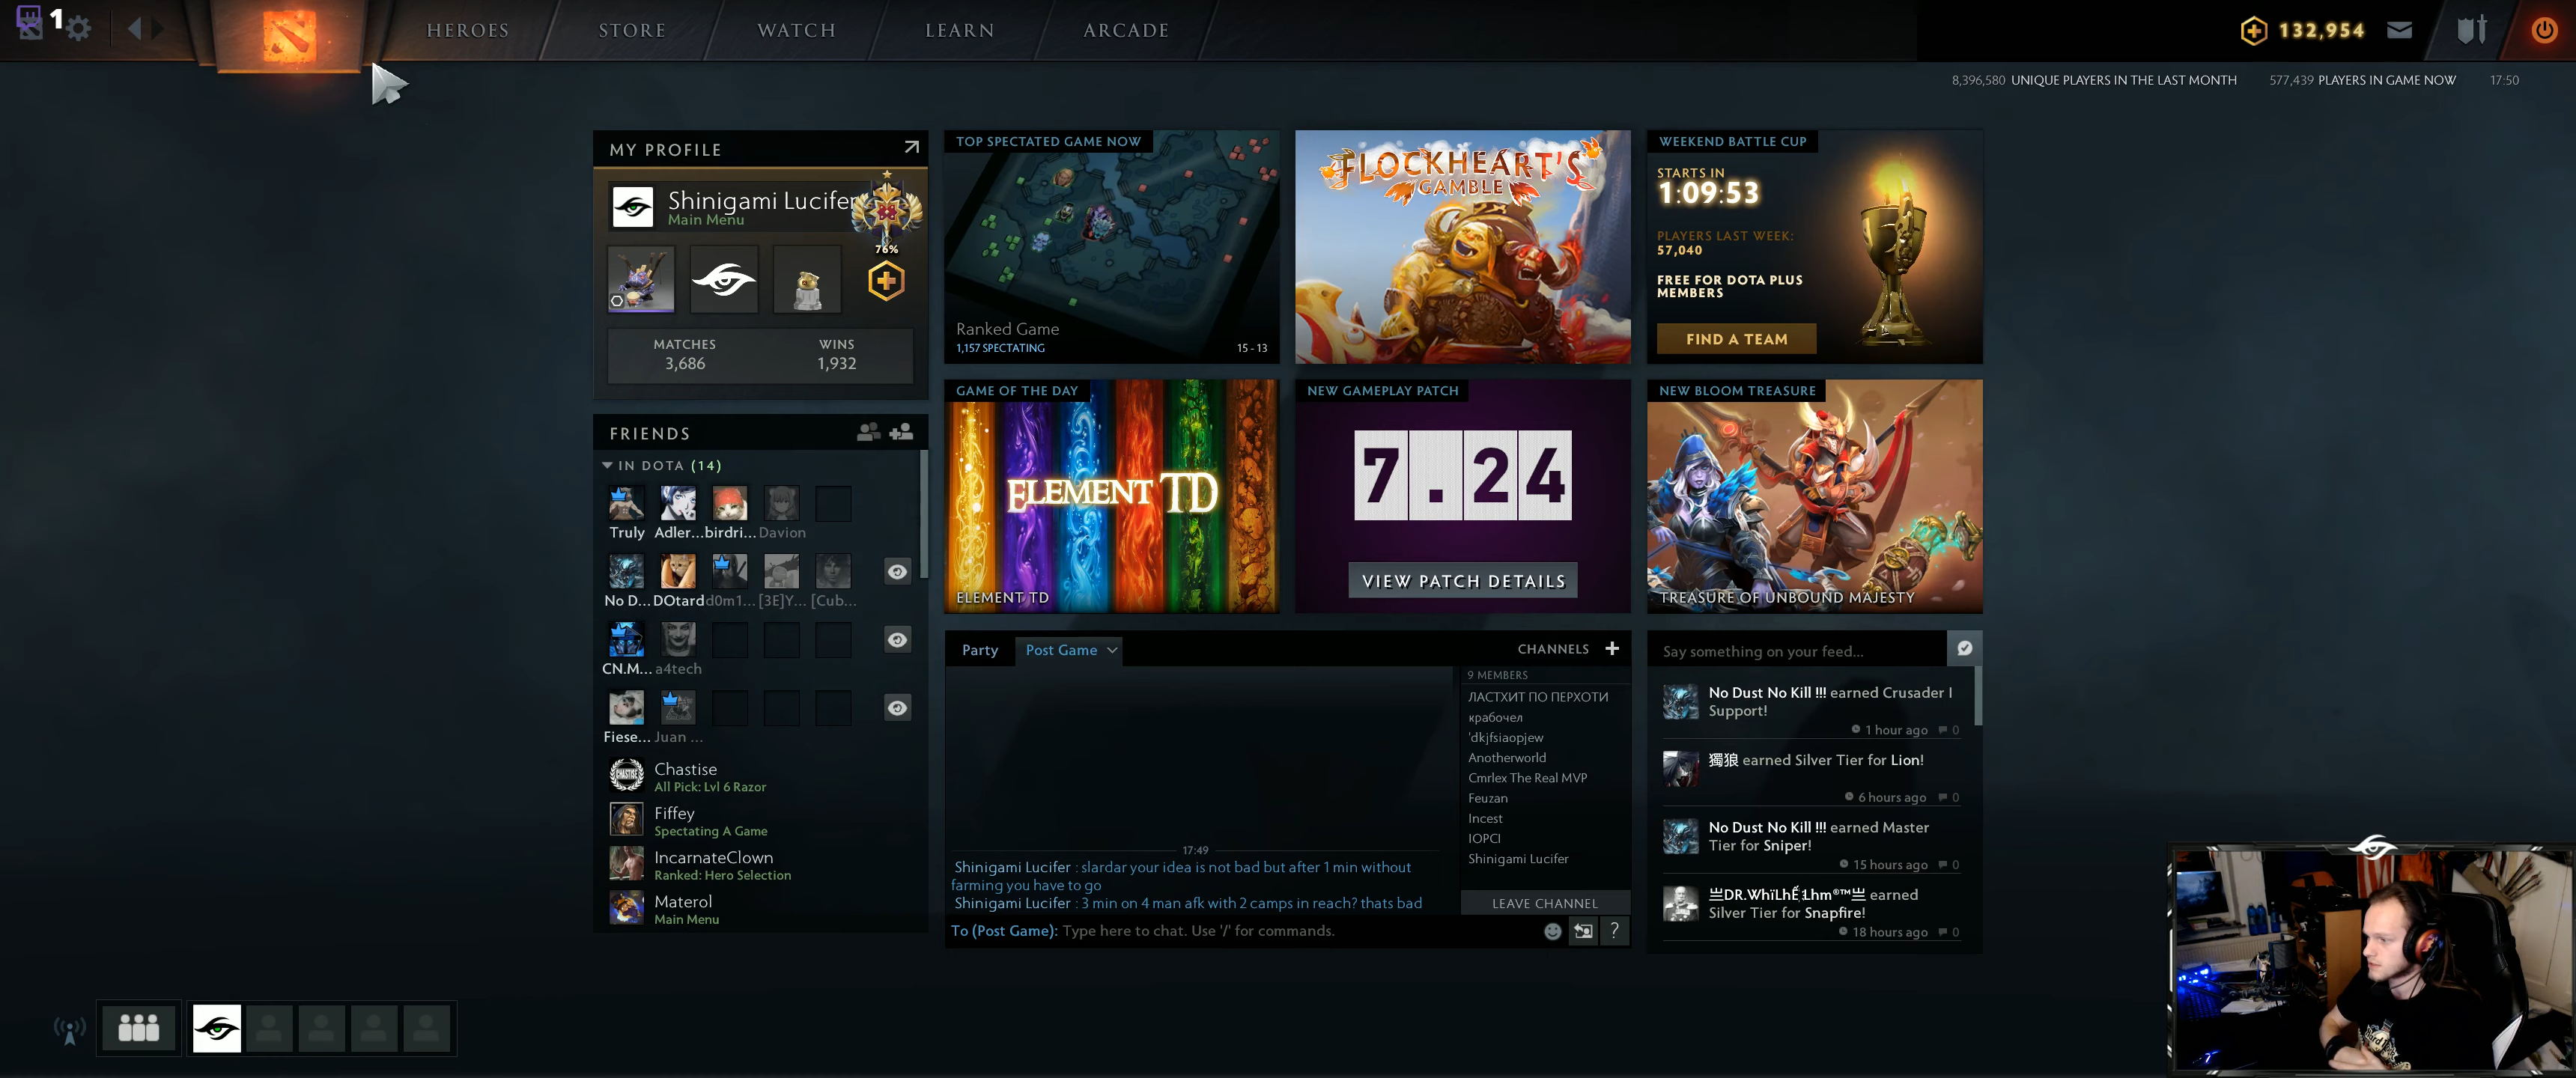 1
HEROES
STORE
WATCH
LEARN
ARCADE
132,954
8,396,580 UNIQUE PLAYERS IN THE LAST MONTH
577,439 PLAYERS IN GAME NOW
17:50
MY PROFILE
Shinigami Lucifer
Main Menu
76%
MATCHES
3,686
WINS
1,932
FRIENDS
IN DOTA (14)
Truly
Adler...
birdri...
Davion
No D...
DOtard
d0m1...
[3E]Y...
[Cub...
CN.M...
a4tech
Fiese...
Juan ...
Chastise
All Pick: Lvl 6 Razor
Fiffey
Spectating A Game
IncarnateClown
Ranked: Hero Selection
Materol
Main Menu
TOP SPECTATED GAME NOW
Ranked Game
1,157 SPECTATING
15 - 13
FLOCKHEART'S
GAMBLE
WEEKEND BATTLE CUP
STARTS IN
1:09:53
PLAYERS LAST WEEK:
57,040
FREE FOR DOTA PLUS
MEMBERS
FIND A TEAM
GAME OF THE DAY
ELEMENT TD
ELEMENT TD
NEW GAMEPLAY PATCH
7.24
VIEW PATCH DETAILS
NEW BLOOM TREASURE
TREASURE OF UNBOUND MAJESTY
Party
Post Game
CHANNELS
17:49
Shinigami Lucifer : slardar your idea is not bad but after 1 min without
farming you have to go
Shinigami Lucifer : 3 min on 4 man afk with 2 camps in reach? thats bad
To (Post Game): Type here to chat. Use '/' for commands.
?
9 MEMBERS
ЛАСТХИТ ПО ПЕРХОТИ
крабочел
'dkjfsiaopjew
Anotherworld
Cmrlex The Real MVP
Feuzan
Incest
IOPCI
Shinigami Lucifer
LEAVE CHANNEL
Say something on your feed...
No Dust No Kill !!! earned Crusader I
Support!
1 hour ago 0
獨狼 earned Silver Tier for Lion!
6 hours ago 0
No Dust No Kill !!! earned Master
Tier for Sniper!
15 hours ago 0
earned
Silver Tier for Snapfire!
18 hours ago 0